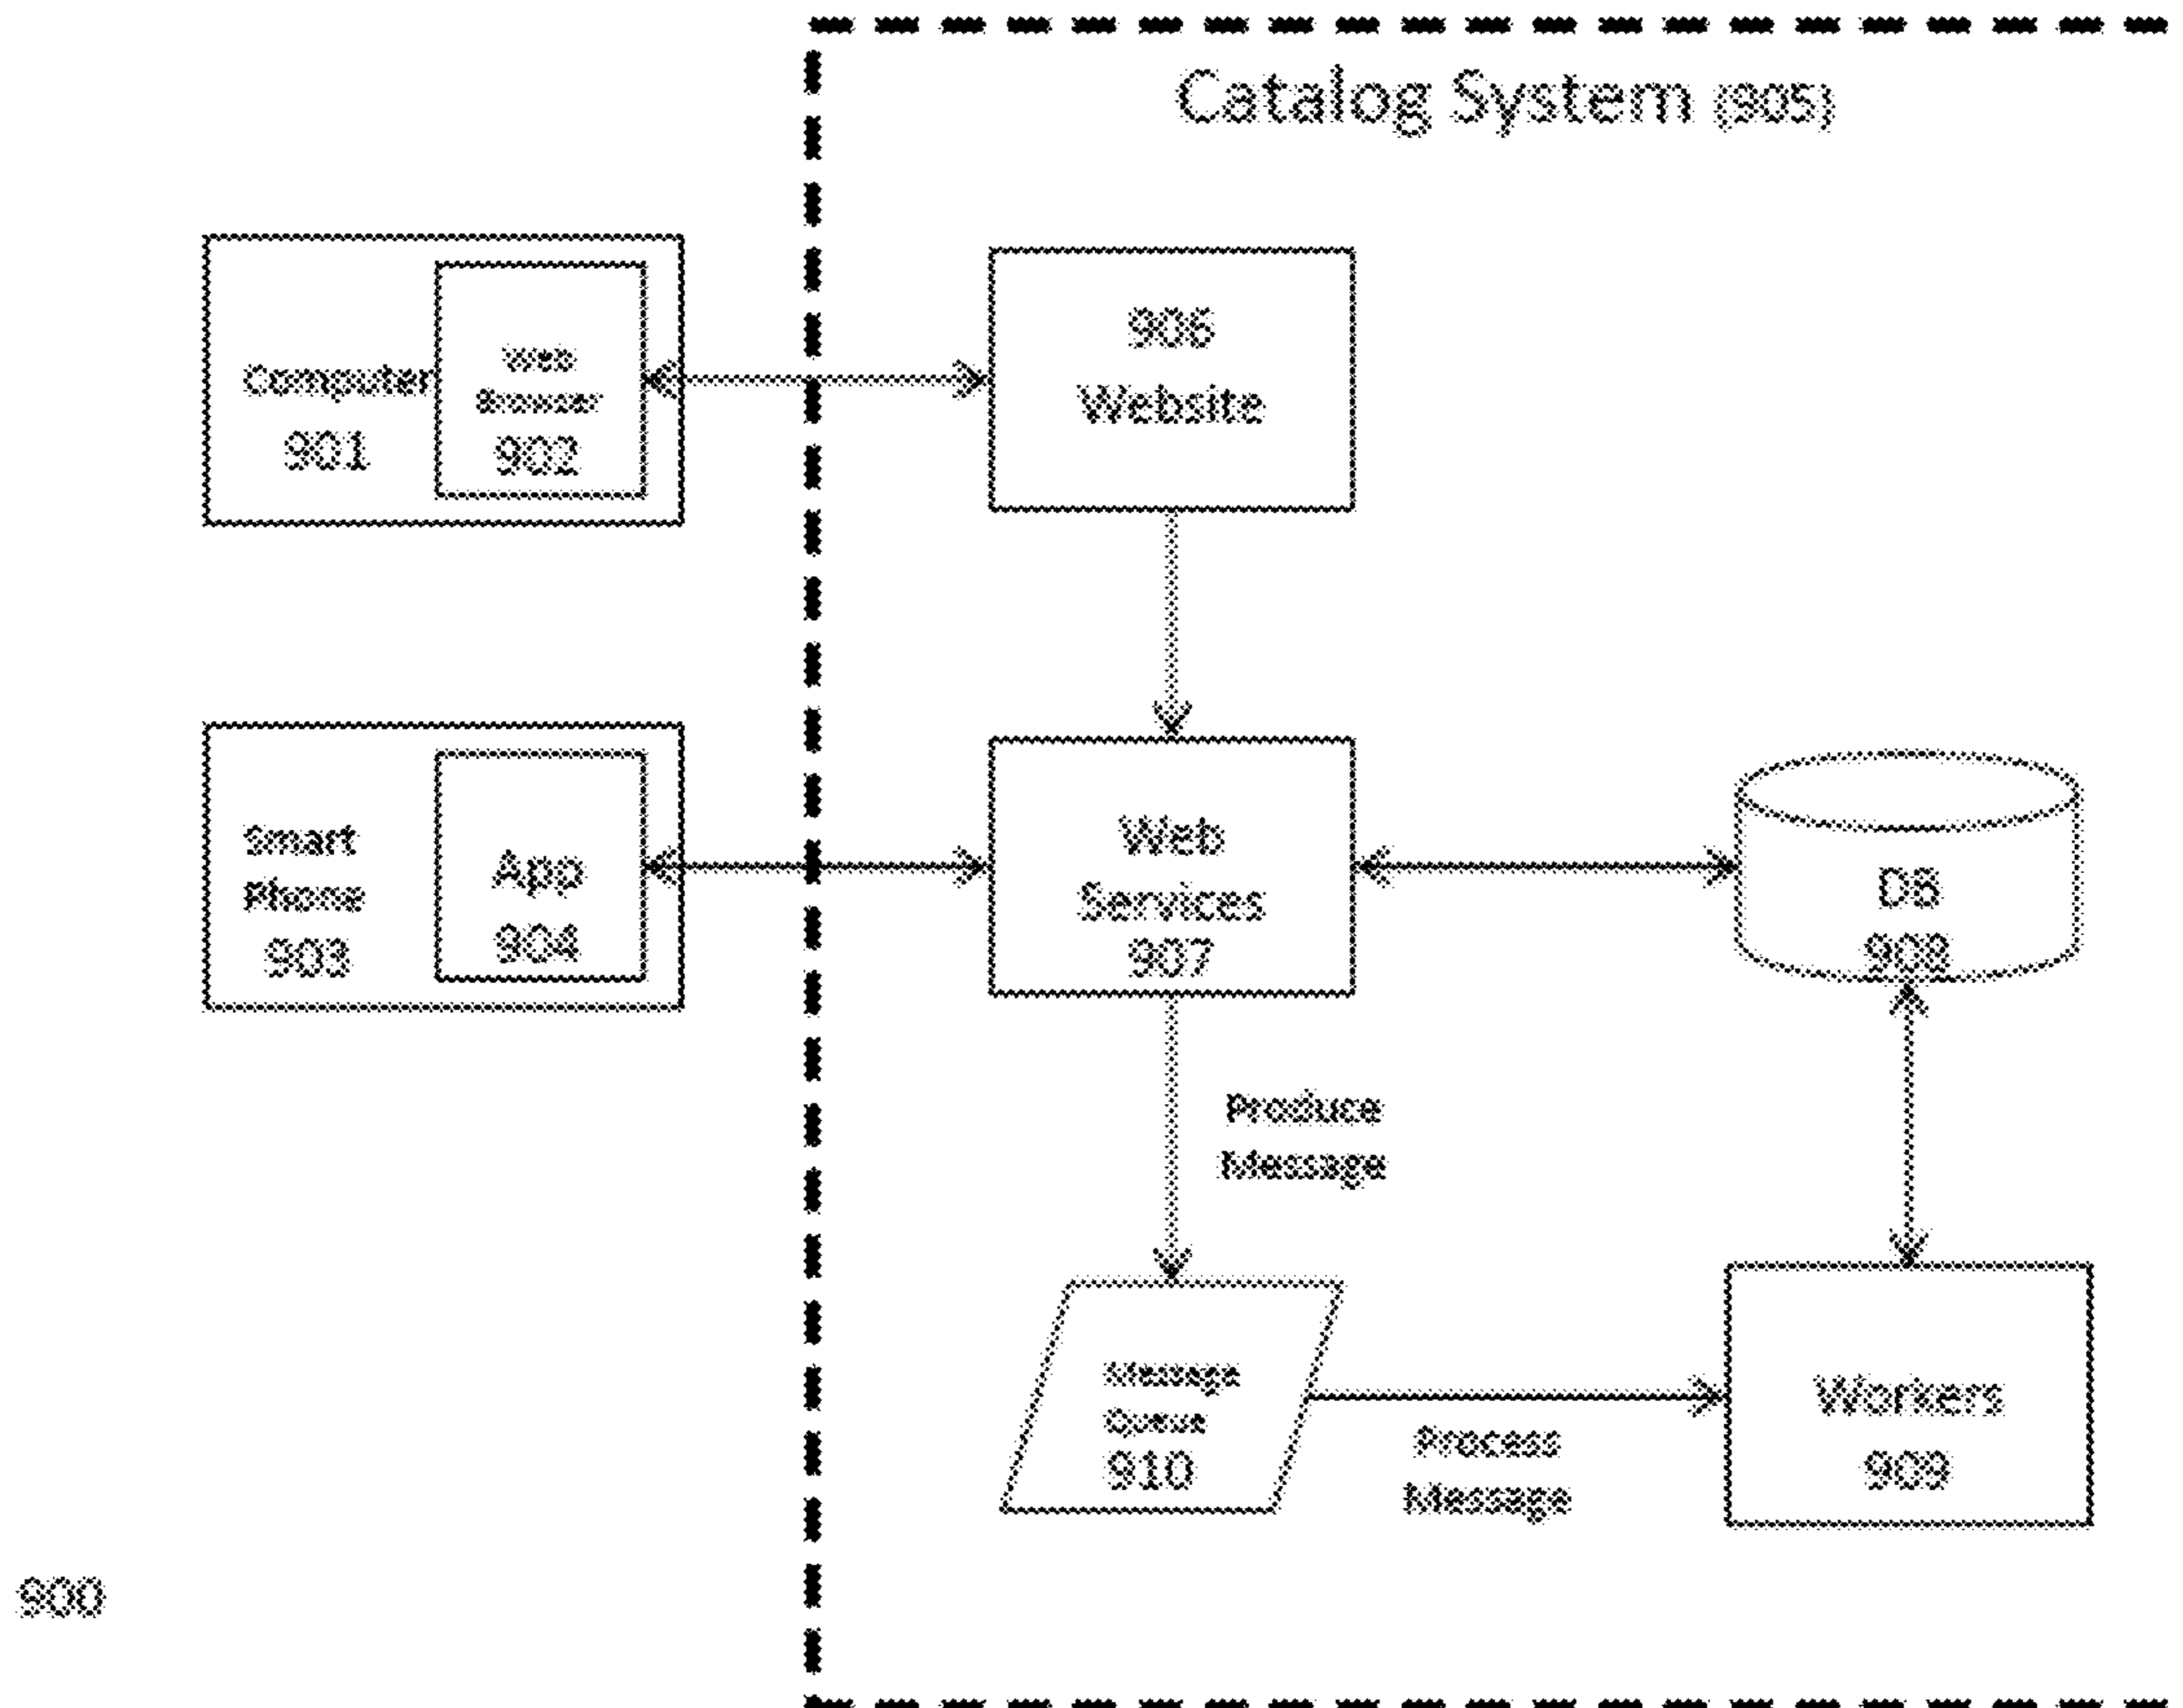 Catalog System (905)
Computer
901
Web
Browser
902
906
Website
Smart
Phone
903
App
904
Web
Services
907
DB
908
Produce
Message
Message
Queue
910
Process
Message
Workers
909
900